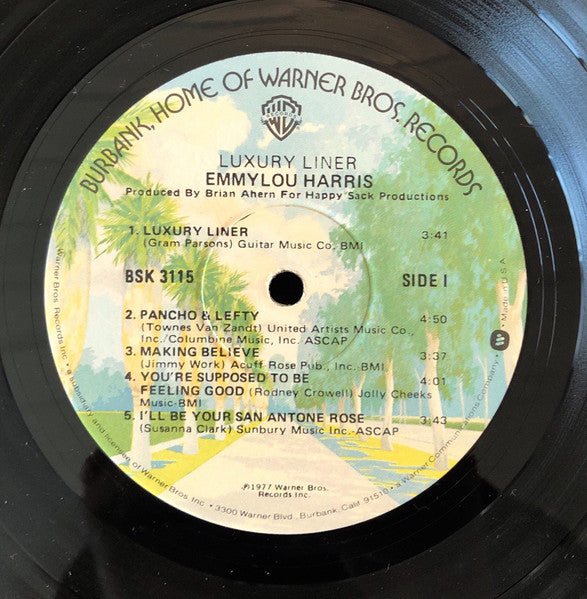 BURBANK, HOME OF WARNER BROS. RECORDS
LUXURY LINER
EMMYLOU HARRIS
Produced By Brian Ahern For Happy Sack Productions
1. LUXURY LINER 3:41
(Gram Parsons) Guitar Music Co. BMI
BSK 3115 SIDE 1
2. PANCHO & LEFTY 4:50
(Townes Van Zandt) United Artists Music Co.,
Inc./Columbine Music, Inc.-ASCAP
3. MAKING BELIEVE 3:37
(Jimmy Work) Acuff Rose Pub., Inc.-BMI
4. YOU'RE SUPPOSED TO BE 4:01
FEELING GOOD (Rodney Crowell) Jolly Cheeks
Music-BMI
5. I'LL BE YOUR SAN ANTONE ROSE 3:43
(Susanna Clark) Sunbury Music Inc.-ASCAP
℗1977 Warner Bros.
Records Inc.
Warner Bros. Records Inc. • a subsidiary and licensee of Warner Bros. Inc. • 3300 Warner Blvd., Burbank, Calif. 91510 • a Warner Communications Company •
Made in U.S.A.